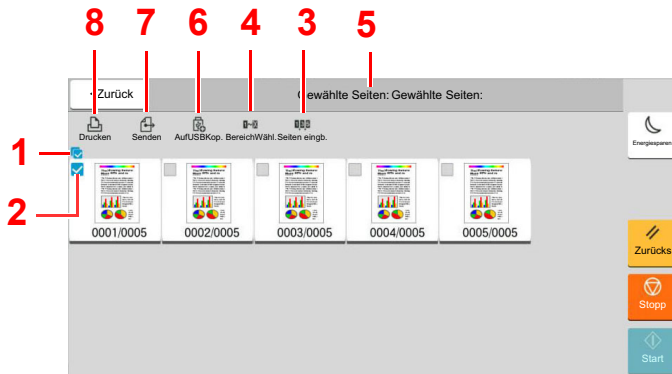 8 7 6 4 3 5
Zurück
Gewählte Seiten: Gewählte Seiten:
Drucken Senden AufUSBKop. BereichWähl. Seiten eingb.
Energiesparen
1
2
0001/0005 0002/0005 0003/0005 0004/0005 0005/0005
Zurücks
Stopp
Start